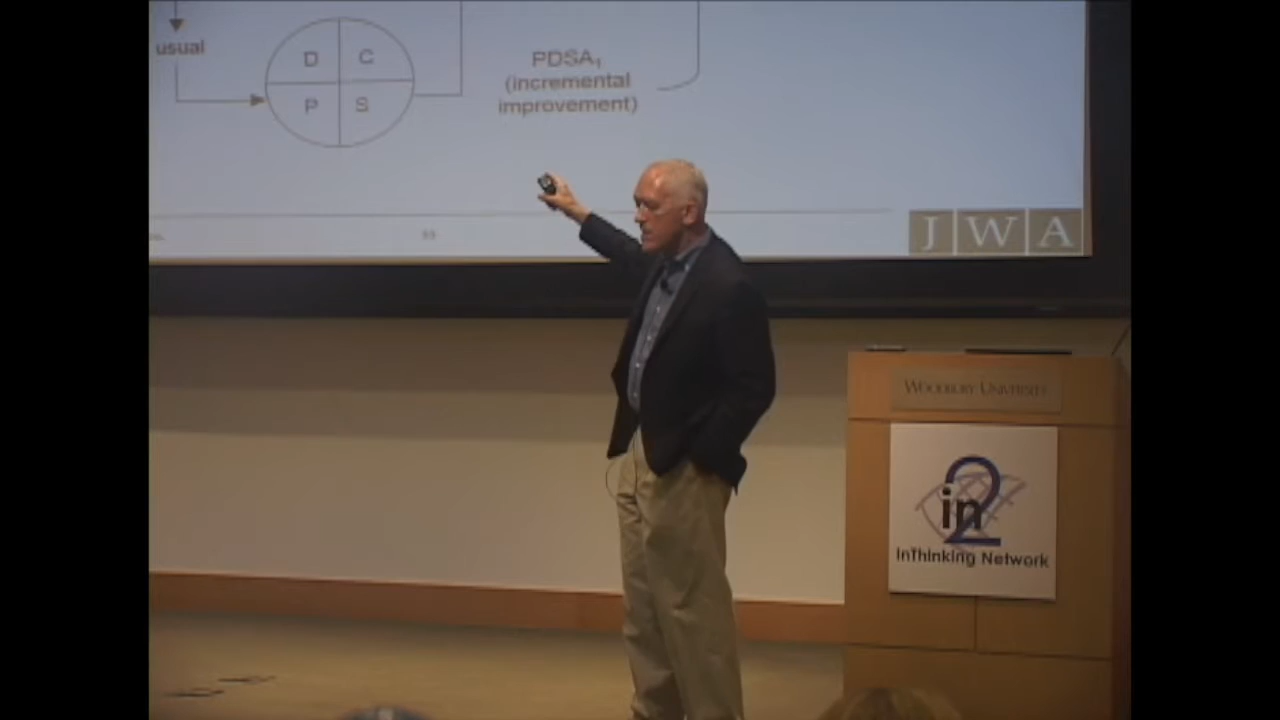 usual
D C
P S
PDSA1
(incremental
improvement)
JWA
WOODBURY UNIVERSITY
in2
InThinking Network